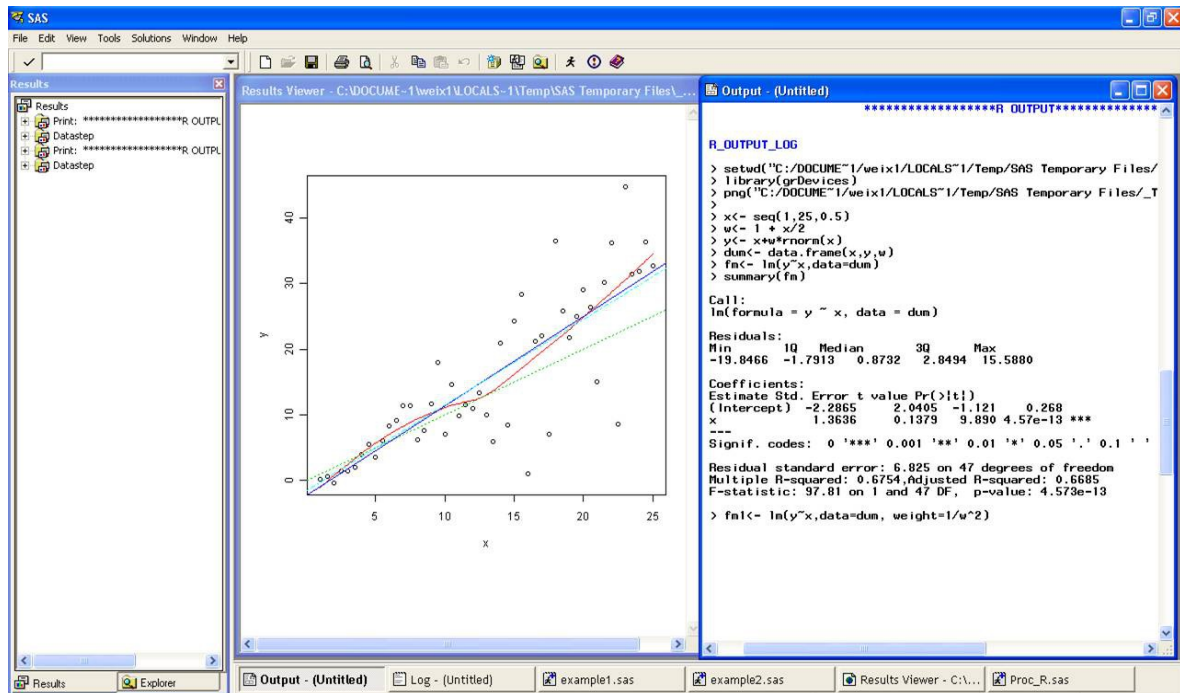 SAS
File Edit View Tools Solutions Window Help
Results
Results
Print: ******************R OUTPU
Datastep
Print: ******************R OUTPU
Datastep
Results Viewer - C:\DOCUME~1\weix1\LOCALS~1\Temp\SAS Temporary Files\_...
40
30
20
10
0
y
5 10 15 20 25
x
Output - (Untitled)
******************R OUTPUT**************
R_OUTPUT_LOG
> setwd("C:/DOCUME~1/weix1/LOCALS~1/Temp/SAS Temporary Files/
> library(grDevices)
> png("C:/DOCUME~1/weix1/LOCALS~1/Temp/SAS Temporary Files/_T
>
> x<- seq(1,25,0.5)
> w<- 1 + x/2
> y<- x+w*rnorm(x)
> dum<- data.frame(x,y,w)
> fm<- lm(y~x,data=dum)
> summary(fm)
Call:
lm(formula = y ~ x, data = dum)
Residuals:
Min 1Q Median 3Q Max
-19.8466 -1.7913 0.8732 2.8494 15.5880
Coefficients:
Estimate Std. Error t value Pr(>|t|)
(Intercept) -2.2865 2.0405 -1.121 0.268
x 1.3636 0.1379 9.890 4.57e-13 ***
---
Signif. codes: 0 '***' 0.001 '**' 0.01 '*' 0.05 '.' 0.1 ' '
Residual standard error: 6.825 on 47 degrees of freedom
Multiple R-squared: 0.6754,Adjusted R-squared: 0.6685
F-statistic: 97.81 on 1 and 47 DF, p-value: 4.573e-13
> fm1<- lm(y~x,data=dum, weight=1/w^2)
Results Explorer
Output - (Untitled) Log - (Untitled) example1.sas example2.sas Results Viewer - C:\... Proc_R.sas